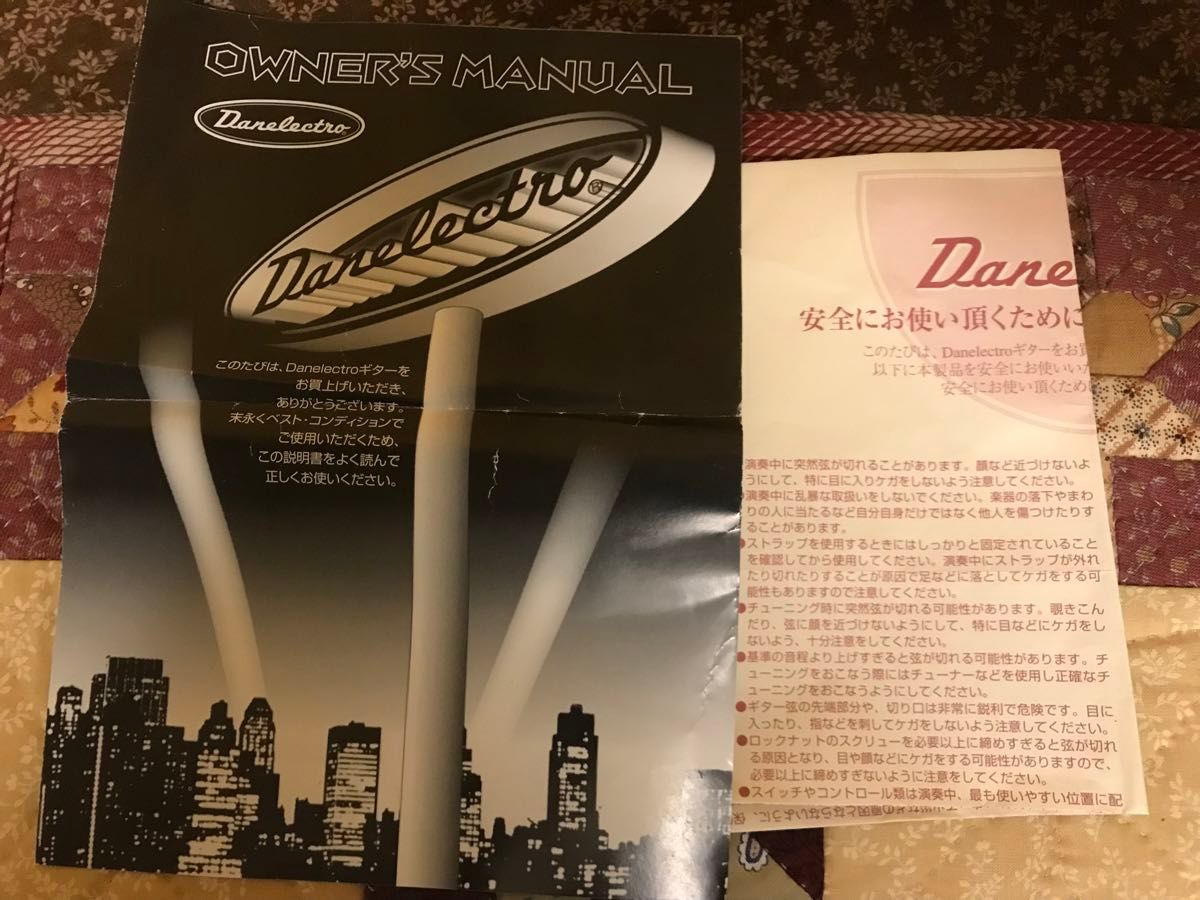 OWNER'S MANUAL
Danelectro
Danelectro®
このたびは、Danelectroギターを
お買上げいただき、
ありがとうございます。
末永くベスト・コンディションで
ご使用いただくため、
この説明書をよく読んで
正しくお使いください。
Dane
安全にお使い頂くために
このたびは、Danelectroギターをお買
以下に本製品を安全にお使いいた
安全にお使い頂くために
演奏中に突然弦が切れることがあります。顔など近づけないよ
うにして、特に目に入りケガをしないよう注意してください。
●演奏中に乱暴な取扱いをしないでください。楽器の落下やまわ
りの人に当たるなど自分自身だけではなく他人を傷つけたりす
ることがあります。
●ストラップを使用するときにはしっかりと固定されていること
を確認してから使用してください。演奏中にストラップが外れ
たり切れたりすることが原因で足などに落としてケガをする可
能性もありますので注意してください。
●チューニング時に突然弦が切れる可能性があります。覗きこん
だり、弦に顔を近づけないようにして、特に目などにケガをし
ないよう、十分注意をしてください。
●基準の音程より上げすぎると弦が切れる可能性があります。チ
ューニングをおこなう際にはチューナーなどを使用し正確なチ
ューニングをおこなうようにしてください。
●ギター弦の先端部分や、切り口は非常に鋭利で危険です。目に
入ったり、指などを刺してケガをしないよう注意してください。
●ロックナットのスクリューを必要以上に締めすぎると弦が切れ
る原因となり、目や顔などにケガをする可能性がありますので、
必要以上に締めすぎないように注意をしてください。
●スイッチやコントロール類は演奏中、最も使いやすい位置に配